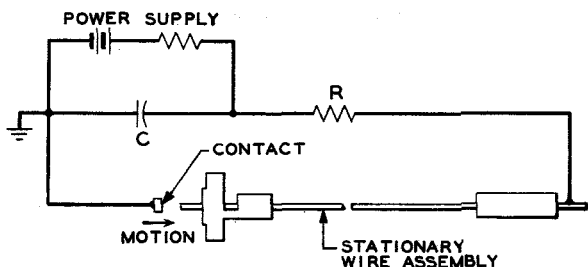 POWER SUPPLY
R
C
CONTACT
MOTION
STATIONARY
WIRE ASSEMBLY